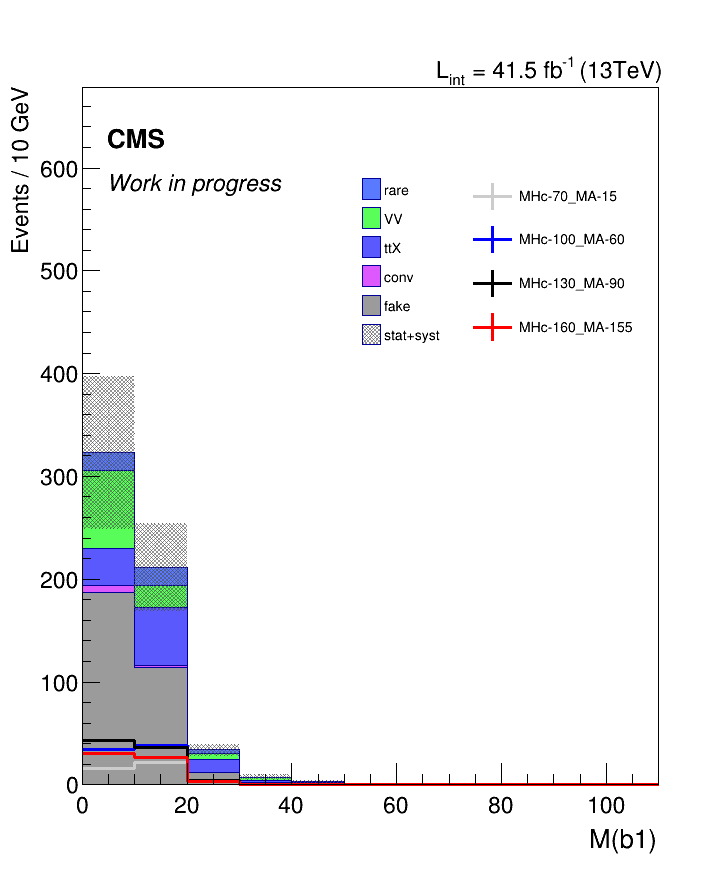 L_int = 41.5 fb^-1 (13TeV)
Events / 10 GeV
CMS
Work in progress
rare
VV
ttX
conv
fake
stat+syst
MHc-70_MA-15
MHc-100_MA-60
MHc-130_MA-90
MHc-160_MA-155
600
500
400
300
200
100
0
0 20 40 60 80 100
M(b1)